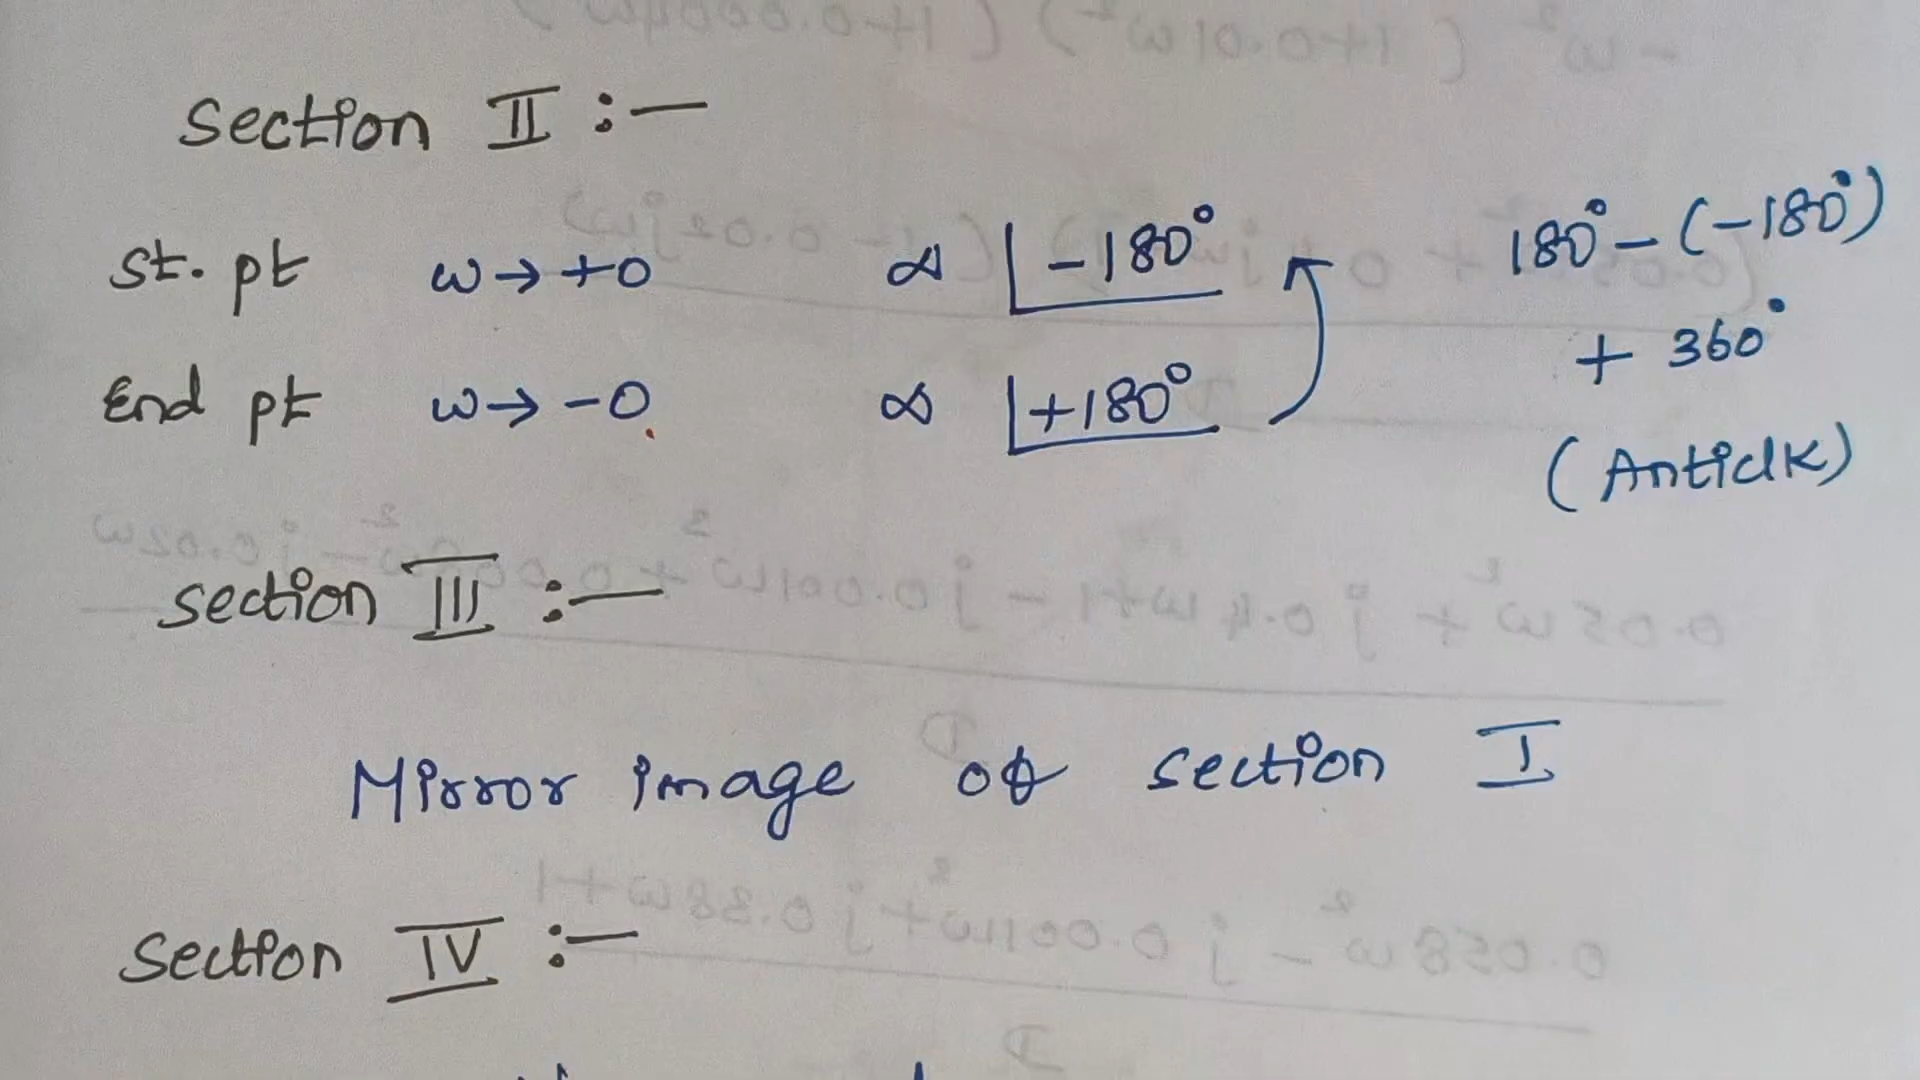 Section II :-
180° - (-180°)
St. pt ω → +0 ∞ ∠-180°
+ 360°
End pt ω → -0 ∞ ∠+180°
(Anticlk)
Section III :-
Mirror image of section I
Section IV :-